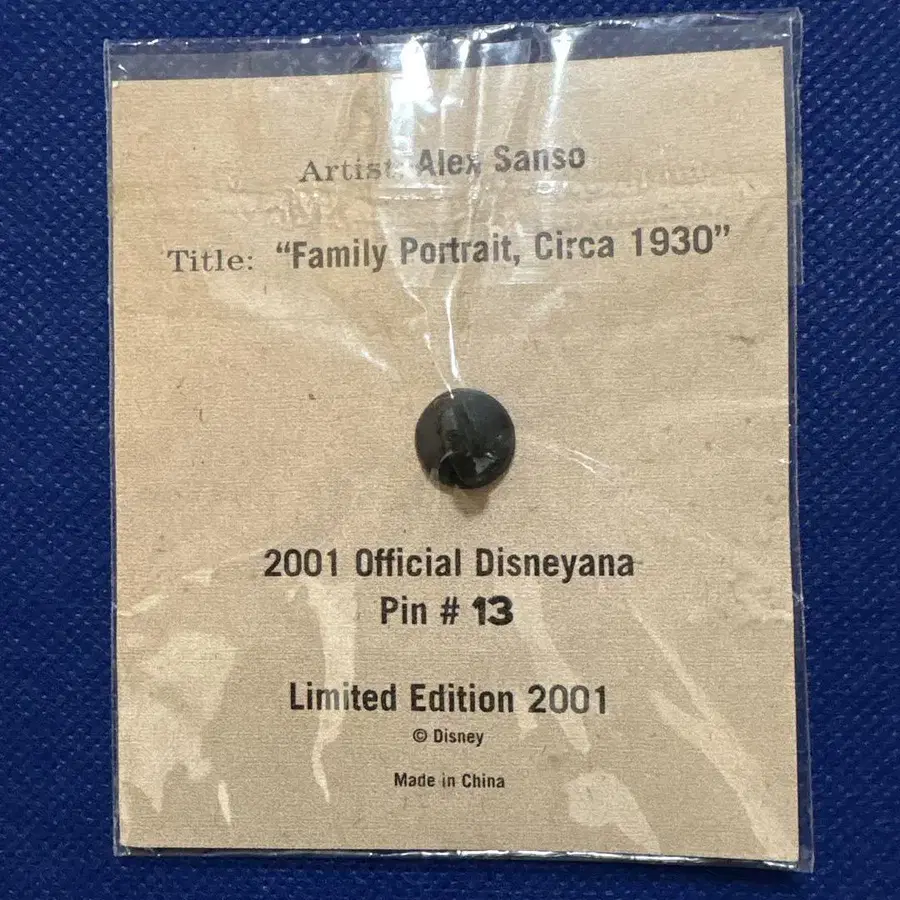 Artist: Alex Sanso
Title: “Family Portrait, Circa 1930”
2001 Official Disneyana
Pin # 13
Limited Edition 2001
© Disney
Made in China